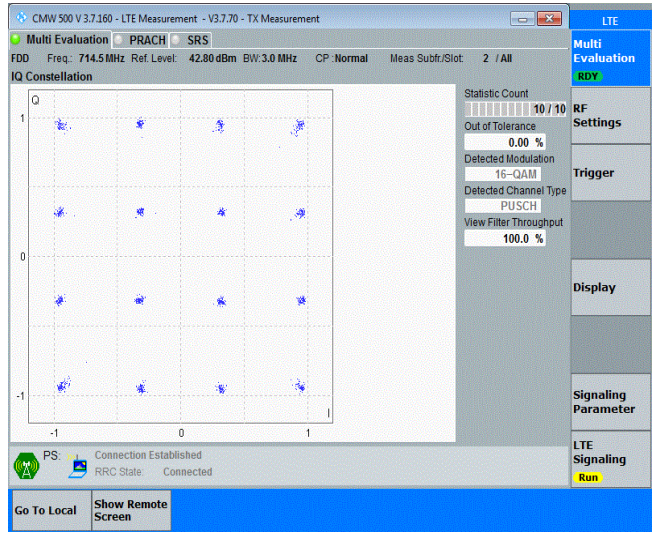 CMW 500 V 3.7.160 - LTE Measurement - V3.7.70 - TX Measurement
Multi Evaluation PRACH SRS
FDD Freq.: 714.5 MHz Ref. Level: 42.80 dBm BW: 3.0 MHz CP : Normal Meas Subfr./Slot: 2 / All
IQ Constellation
Q
1
0
-1
I
-1 0 1
Statistic Count
10 / 10
Out of Tolerance
0.00 %
Detected Modulation
16-QAM
Detected Channel Type
PUSCH
View Filter Throughput
100.0 %
PS:
Connection Established
RRC State: Connected
LTE
Multi
Evaluation
RDY
RF
Settings
Trigger
Display
Signaling
Parameter
LTE
Signaling
Run
Go To Local
Show Remote
Screen